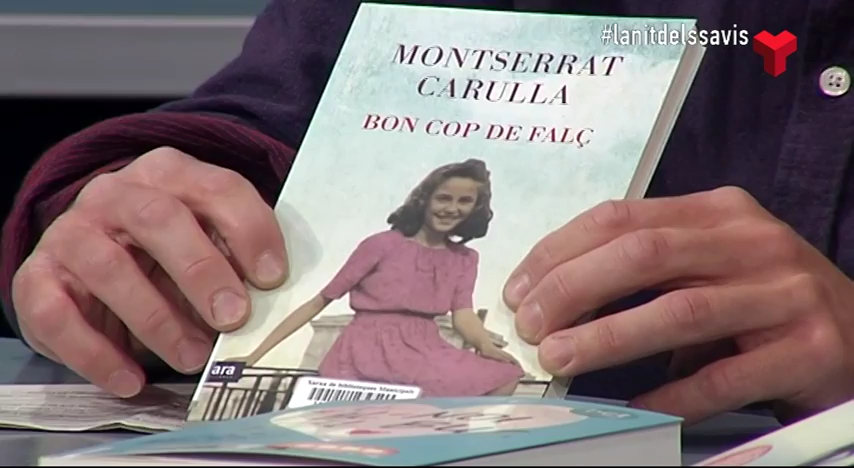 #lanitdelssavis
MONTSERRAT
CARULLA
BON COP DE FALÇ
ara
Xarxa de Biblioteques Municipals